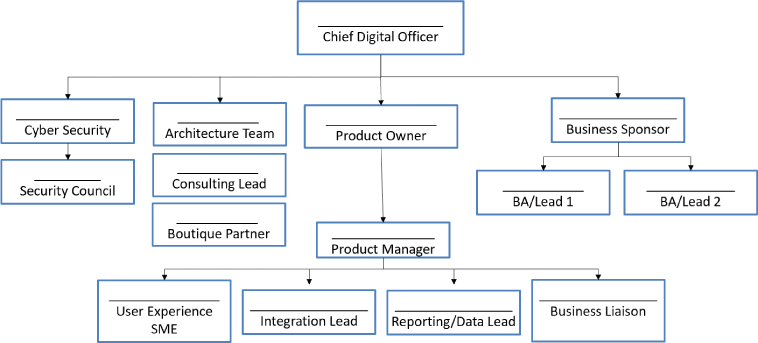 Chief Digital Officer
Cyber Security
Architecture Team
Product Owner
Business Sponsor
Security Council
Consulting Lead
BA/Lead 1
BA/Lead 2
Boutique Partner
Product Manager
User Experience
SME
Integration Lead
Reporting/Data Lead
Business Liaison